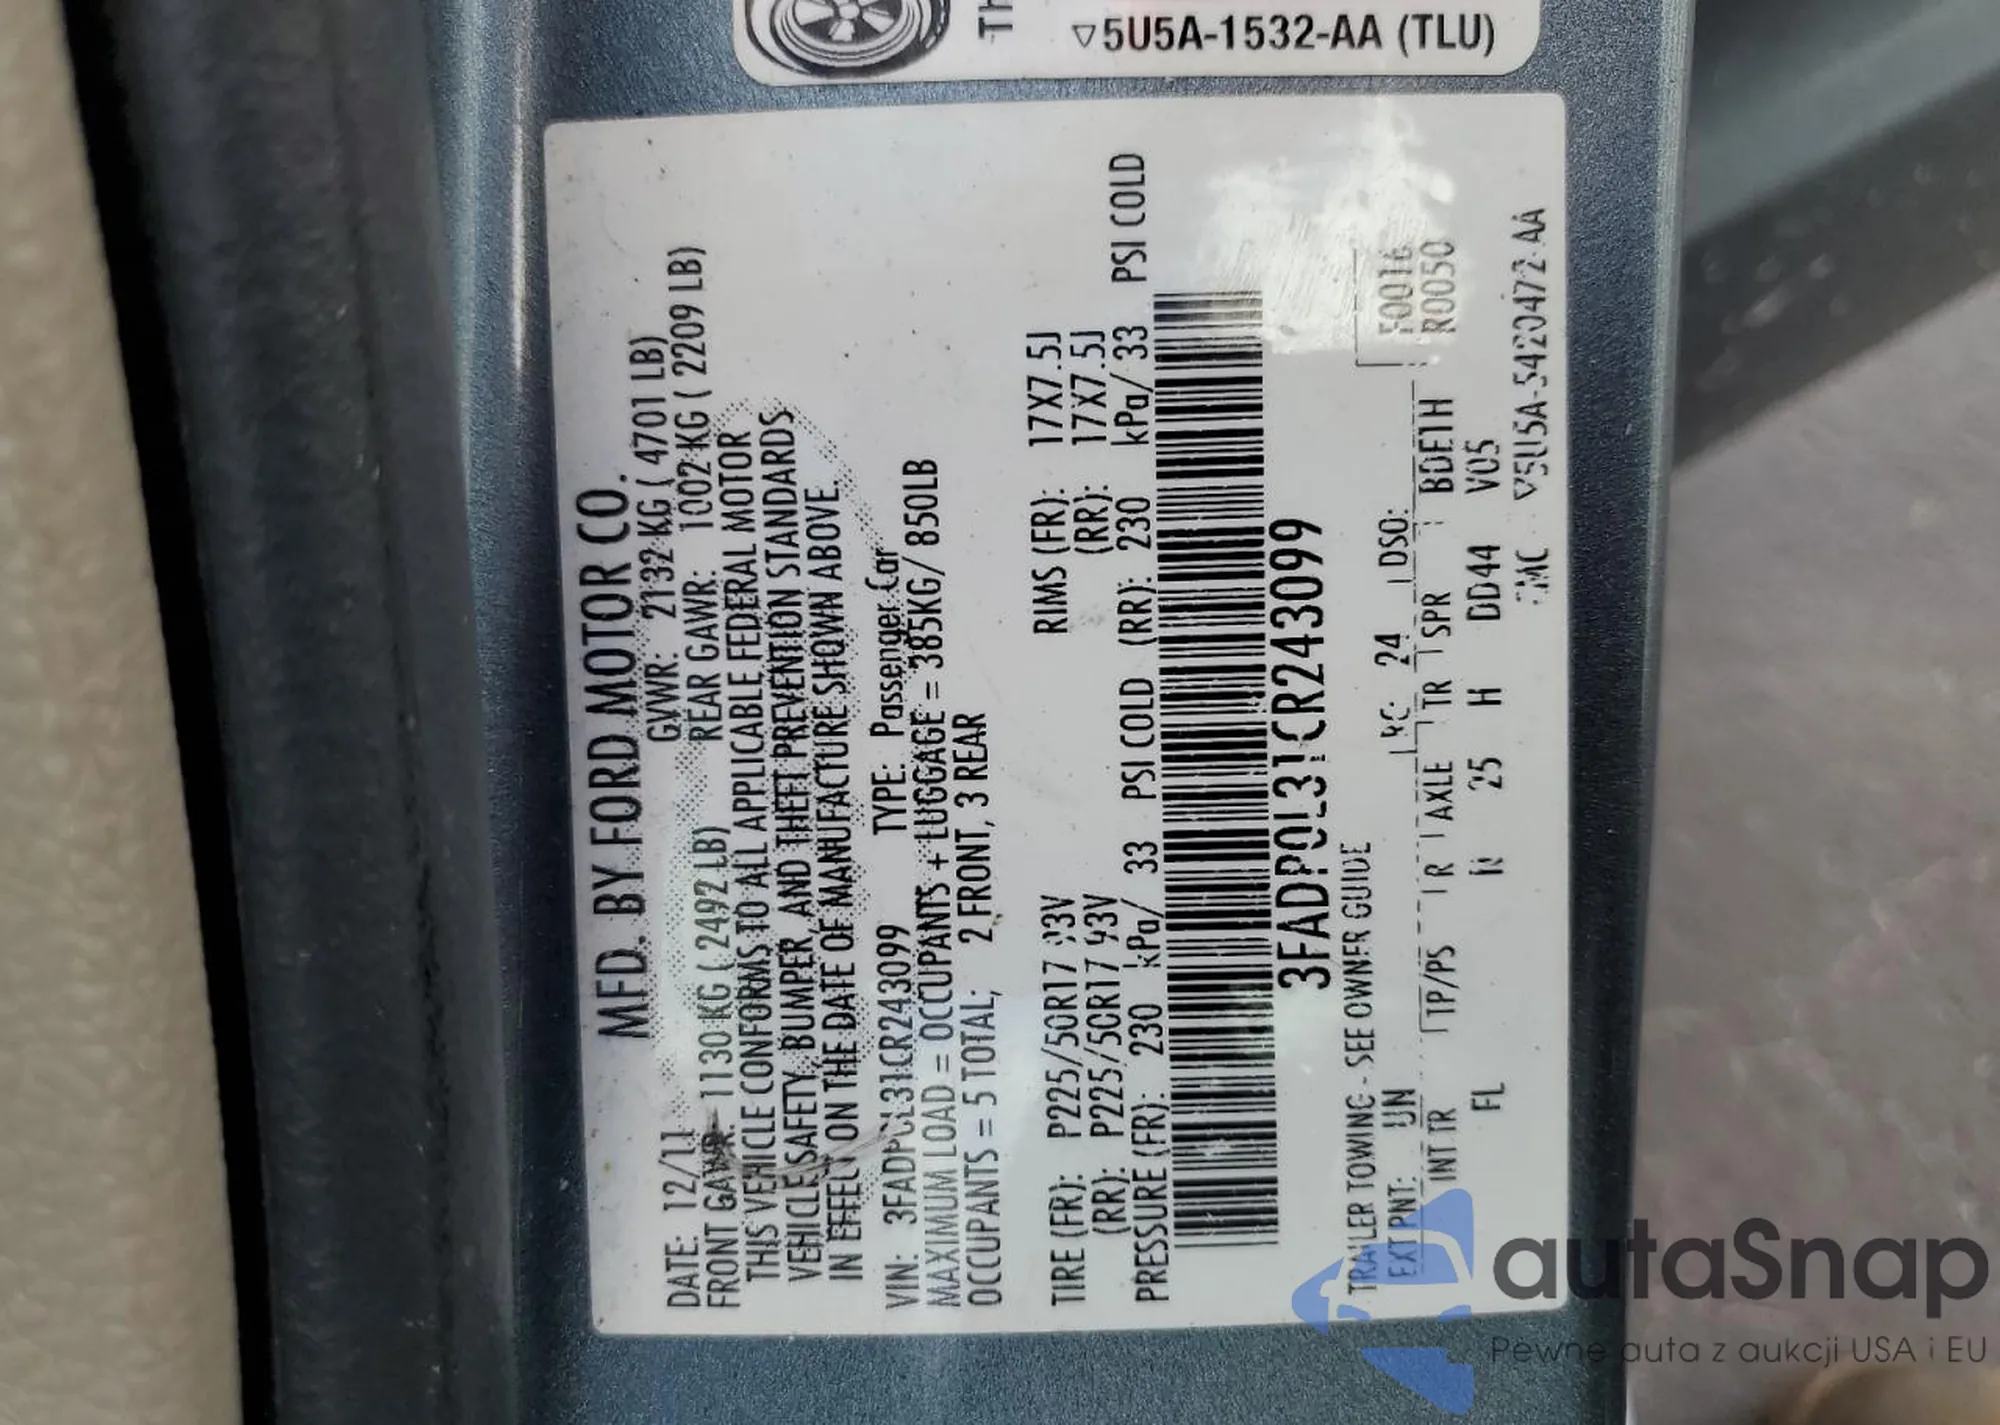 TH
▽5U5A-1532-AA (TLU)
MFD. BY FORD MOTOR CO.
DATE: 12/11 GVWR: 2132 KG ( 4701 LB)
FRONT GAWR: 1130 KG ( 2492 LB) REAR GAWR: 1002 KG ( 2209 LB)
THIS VEHICLE CONFORMS TO ALL APPLICABLE FEDERAL MOTOR
VEHICLE SAFETY, BUMPER, AND THEFT PREVENTION STANDARDS
IN EFFECT ON THE DATE OF MANUFACTURE SHOWN ABOVE.
VIN: 3FADP0L31CR243099 TYPE: Passenger Car
MAXIMUM LOAD = OCCUPANTS + LUGGAGE = 385KG/ 850LB
OCCUPANTS = 5 TOTAL; 2 FRONT, 3 REAR
TIRE (FR): P225/50R17 93V RIMS (FR): 17X7.5J
(RR): P225/50R17 93V (RR): 17X7.5J
PRESSURE (FR): 230 kPa/ 33 PSI COLD (RR): 230 kPa/ 33 PSI COLD
3FADP0L31CR243099
TRAILER TOWING - SEE OWNER GUIDE F0016
EXT PNT: UN RC: 24 DSO: R0050
INT TR TP/PS R AXLE TR SPR BDETH
FL N 25 H DD44 V05
▽5U5A-5420472-AA
autaSnap
Pewne auta z aukcji USA i EU